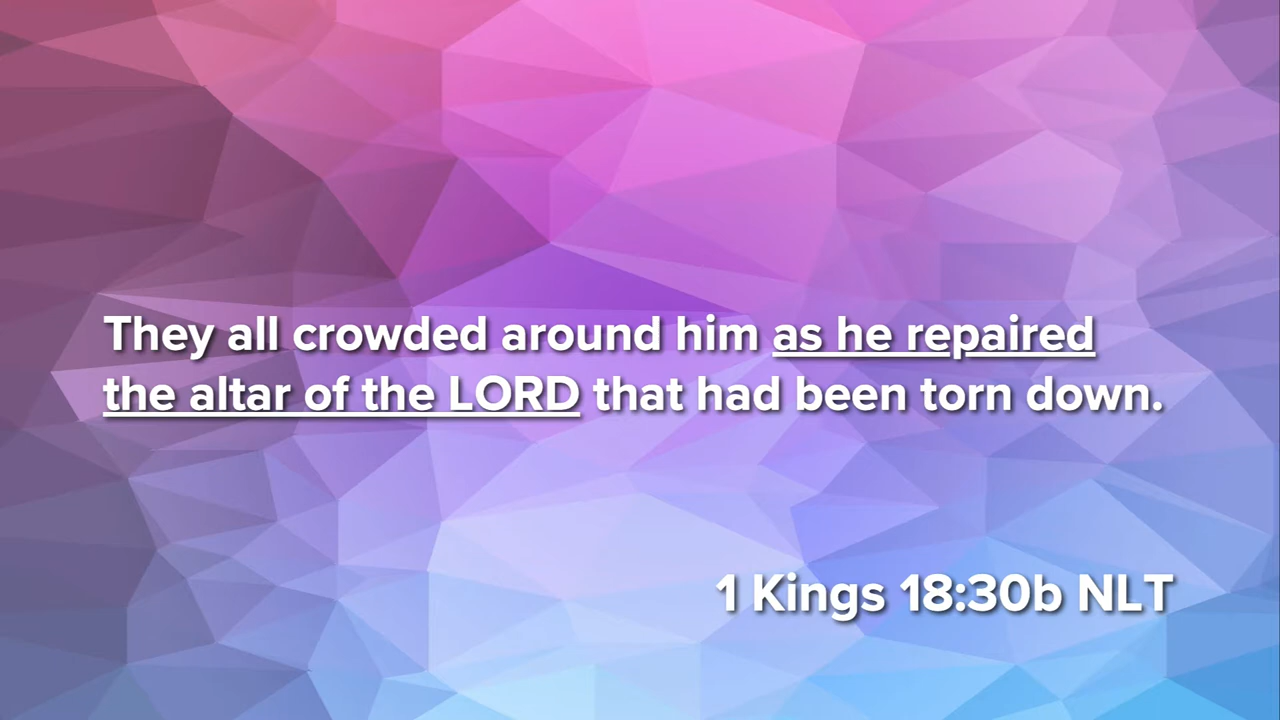 They all crowded around him as he repaired
the altar of the LORD that had been torn down.
1 Kings 18:30b NLT